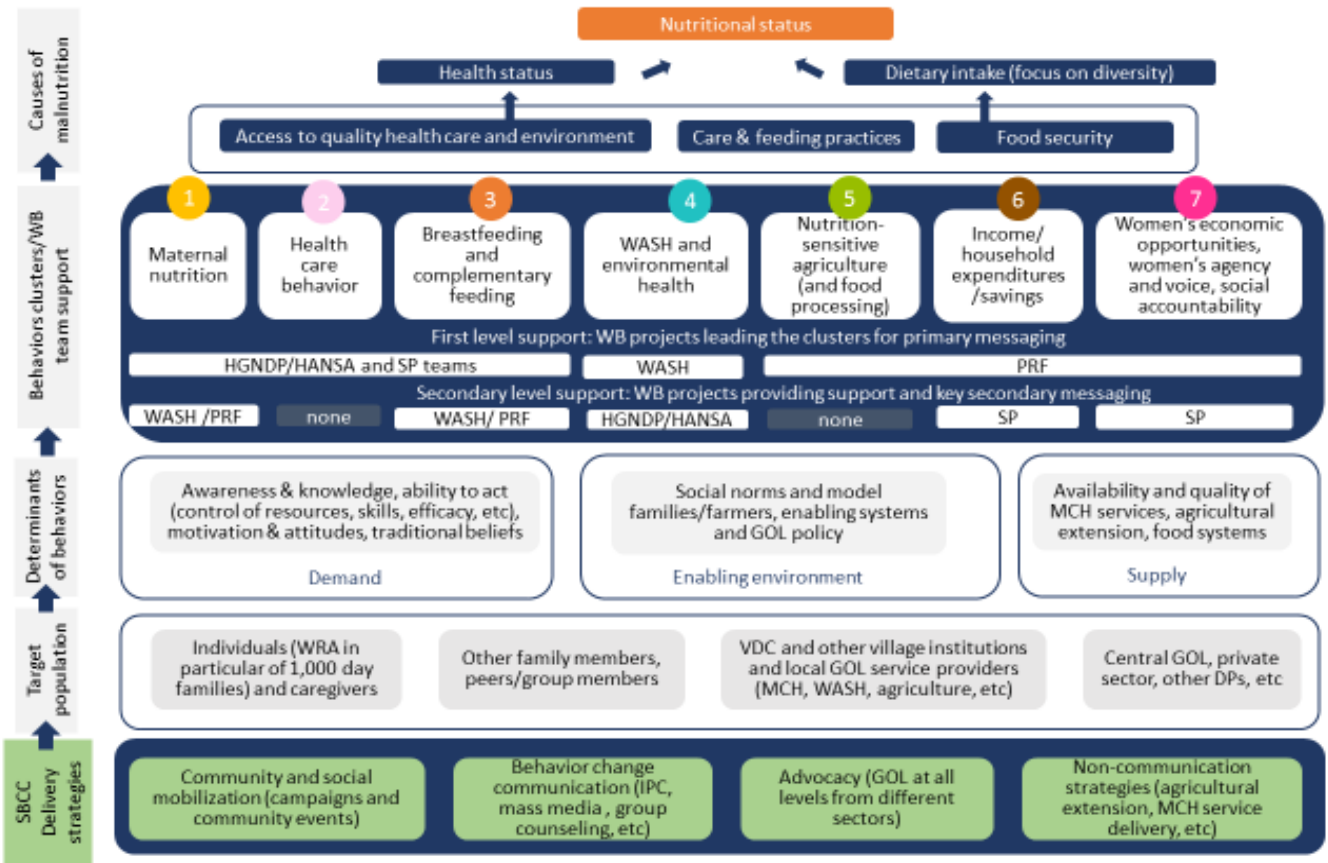 Nutritional status
Health status
Dietary intake (focus on diversity)
Causes of
malnutrition
Access to quality health care and environment
Care & feeding practices
Food security
Behaviors clusters/WB
team support
1
2
3
4
5
6
7
Maternal
nutrition
Health
care
behavior
Breastfeeding
and
complementary
feeding
WASH and
environmental
health
Nutrition-
sensitive
agriculture
(and food
processing)
Income/
household
expenditures
/savings
Women's economic
opportunities,
women's agency
and voice, social
accountability
First level support: WB projects leading the clusters for primary messaging
HGNDP/HANSA and SP teams
WASH
PRF
Secondary level support: WB projects providing support and key secondary messaging
WASH /PRF
none
WASH/ PRF
HGNDP/HANSA
none
SP
SP
Determinants
of behaviors
Awareness & knowledge, ability to act
(control of resources, skills, efficacy, etc),
motivation & attitudes, traditional beliefs
Demand
Social norms and model
families/farmers, enabling systems
and GOL policy
Enabling environment
Availability and quality of
MCH services, agricultural
extension, food systems
Supply
Target
population
Individuals (WRA in
particular of 1,000 day
families) and caregivers
Other family members,
peers/group members
VDC and other village institutions
and local GOL service providers
(MCH, WASH, agriculture, etc)
Central GOL, private
sector, other DPs, etc
SBCC
Delivery
strategies
Community and social
mobilization (campaigns and
community events)
Behavior change
communication (IPC,
mass media , group
counseling, etc)
Advocacy (GOL at all
levels from different
sectors)
Non-communication
strategies (agricultural
extension, MCH service
delivery, etc)